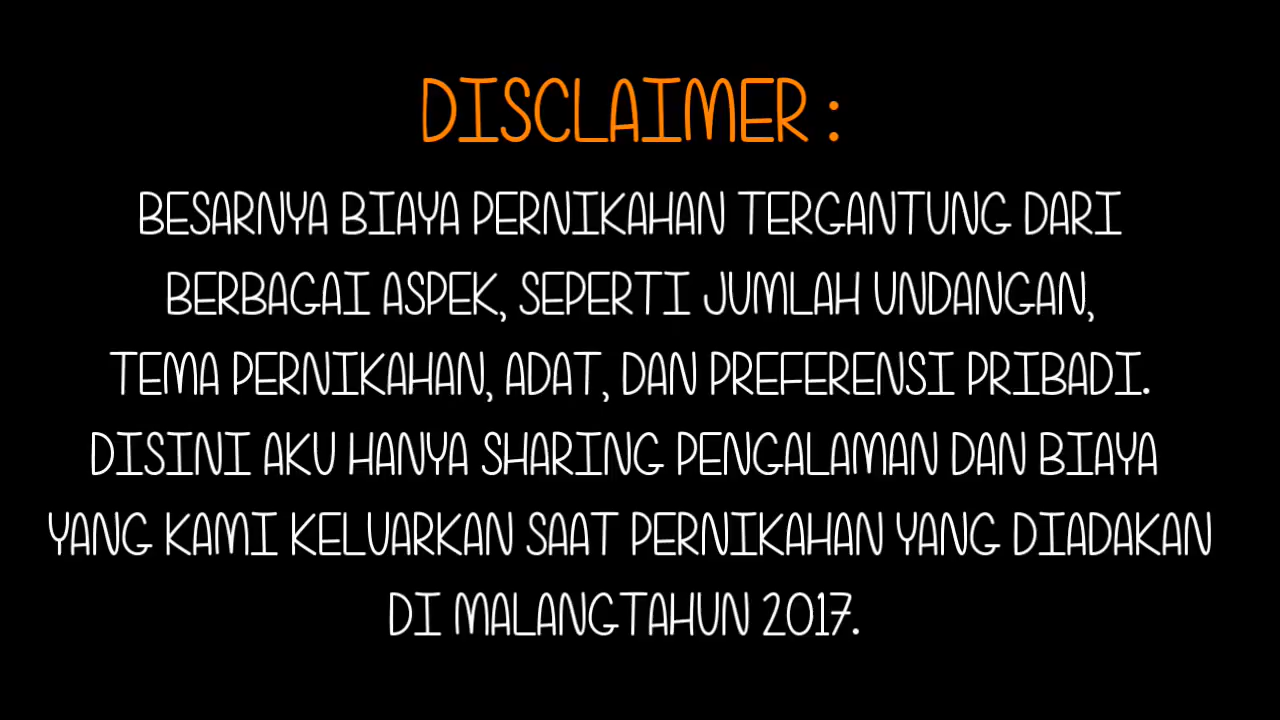 DISCLAIMER :
BESARNYA BIAYA PERNIKAHAN TERGANTUNG DARI
BERBAGAI ASPEK, SEPERTI JUMLAH UNDANGAN,
TEMA PERNIKAHAN, ADAT, DAN PREFERENSI PRIBADI.
DISINI AKU HANYA SHARING PENGALAMAN DAN BIAYA
YANG KAMI KELUARKAN SAAT PERNIKAHAN YANG DIADAKAN
DI MALANGTAHUN 2017.